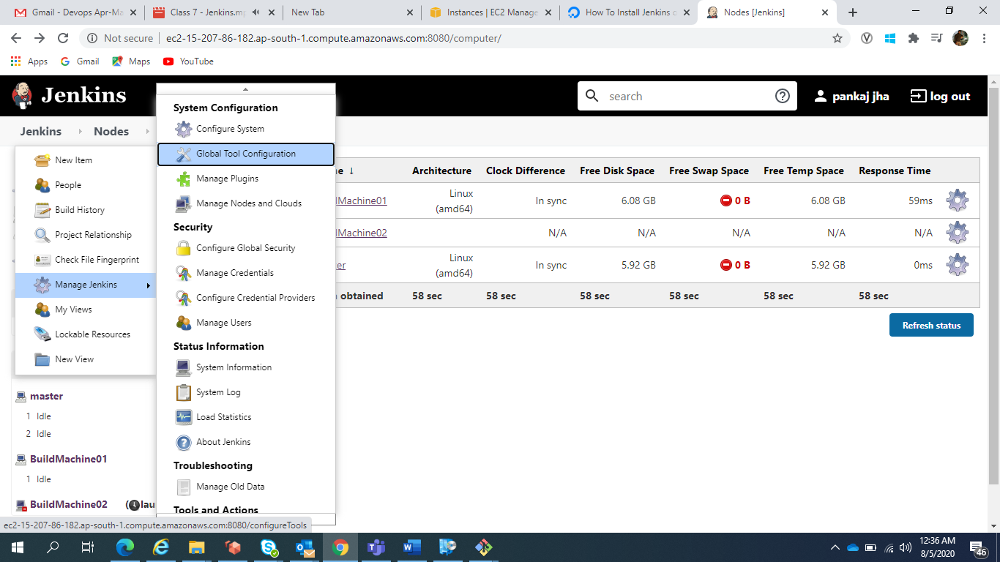 Gmail - Devops Apr-Ma
Class 7 - Jenkins.mp
New Tab
Instances | EC2 Manage
How To Install Jenkins o
Nodes [Jenkins]
Not secure
ec2-15-207-86-182.ap-south-1.compute.amazonaws.com:8080/computer/
Apps
Gmail
Maps
YouTube
Jenkins
search
pankaj jha
log out
Jenkins
Nodes
New Item
People
Build History
Project Relationship
Check File Fingerprint
Manage Jenkins
My Views
Lockable Resources
New View
System Configuration
Configure System
Global Tool Configuration
Manage Plugins
Manage Nodes and Clouds
Security
Configure Global Security
Manage Credentials
Configure Credential Providers
Manage Users
Status Information
System Information
System Log
Load Statistics
About Jenkins
Troubleshooting
Manage Old Data
Tools and Actions
me ↓ Architecture Clock Difference Free Disk Space Free Swap Space Free Temp Space Response Time
dMachine01 Linux (amd64) In sync 6.08 GB 0 B 6.08 GB 59ms
dMachine02 N/A N/A N/A N/A N/A
er Linux (amd64) In sync 5.92 GB 0 B 5.92 GB 0ms
obtained 58 sec 58 sec 58 sec 58 sec 58 sec 58 sec
Refresh status
master
1 Idle
2 Idle
BuildMachine01
1 Idle
BuildMachine02 (lau
ec2-15-207-86-182.ap-south-1.compute.amazonaws.com:8080/configureTools
12:36 AM
8/5/2020
46